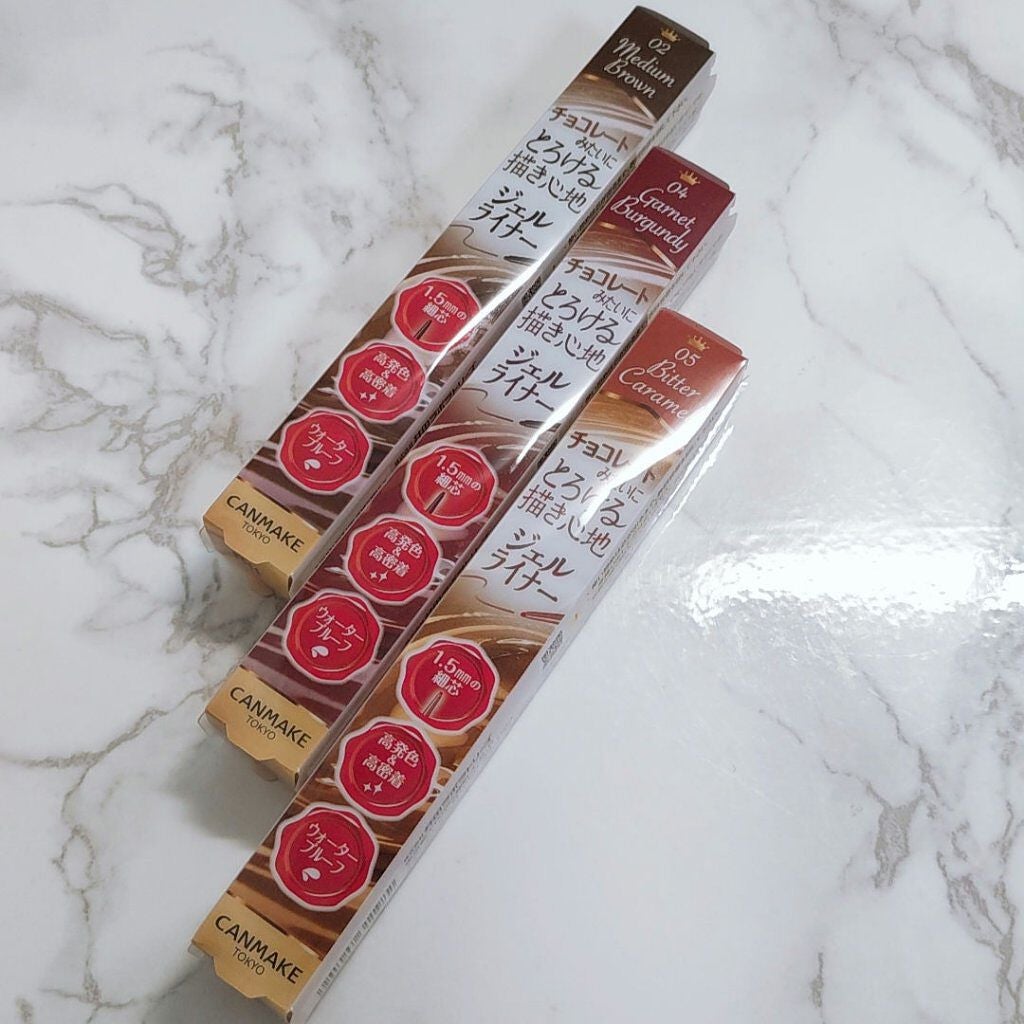 02
Medium
Brown
チョコレート
みたいに
とろける
描き心地
ジェル
ライナー
1.5mmの
細芯
高発色
&
高密着
ウォーター
プルーフ
CANMAKE
TOKYO
04
Garnet
Burgundy
チョコレート
みたいに
とろける
描き心地
ジェル
ライナー
1.5mmの
細芯
高発色
&
高密着
ウォーター
プルーフ
CANMAKE
TOKYO
05
Bitter
Caramel
チョコレート
みたいに
とろける
描き心地
ジェル
ライナー
1.5mmの
細芯
高発色
&
高密着
ウォーター
プルーフ
CANMAKE
TOKYO